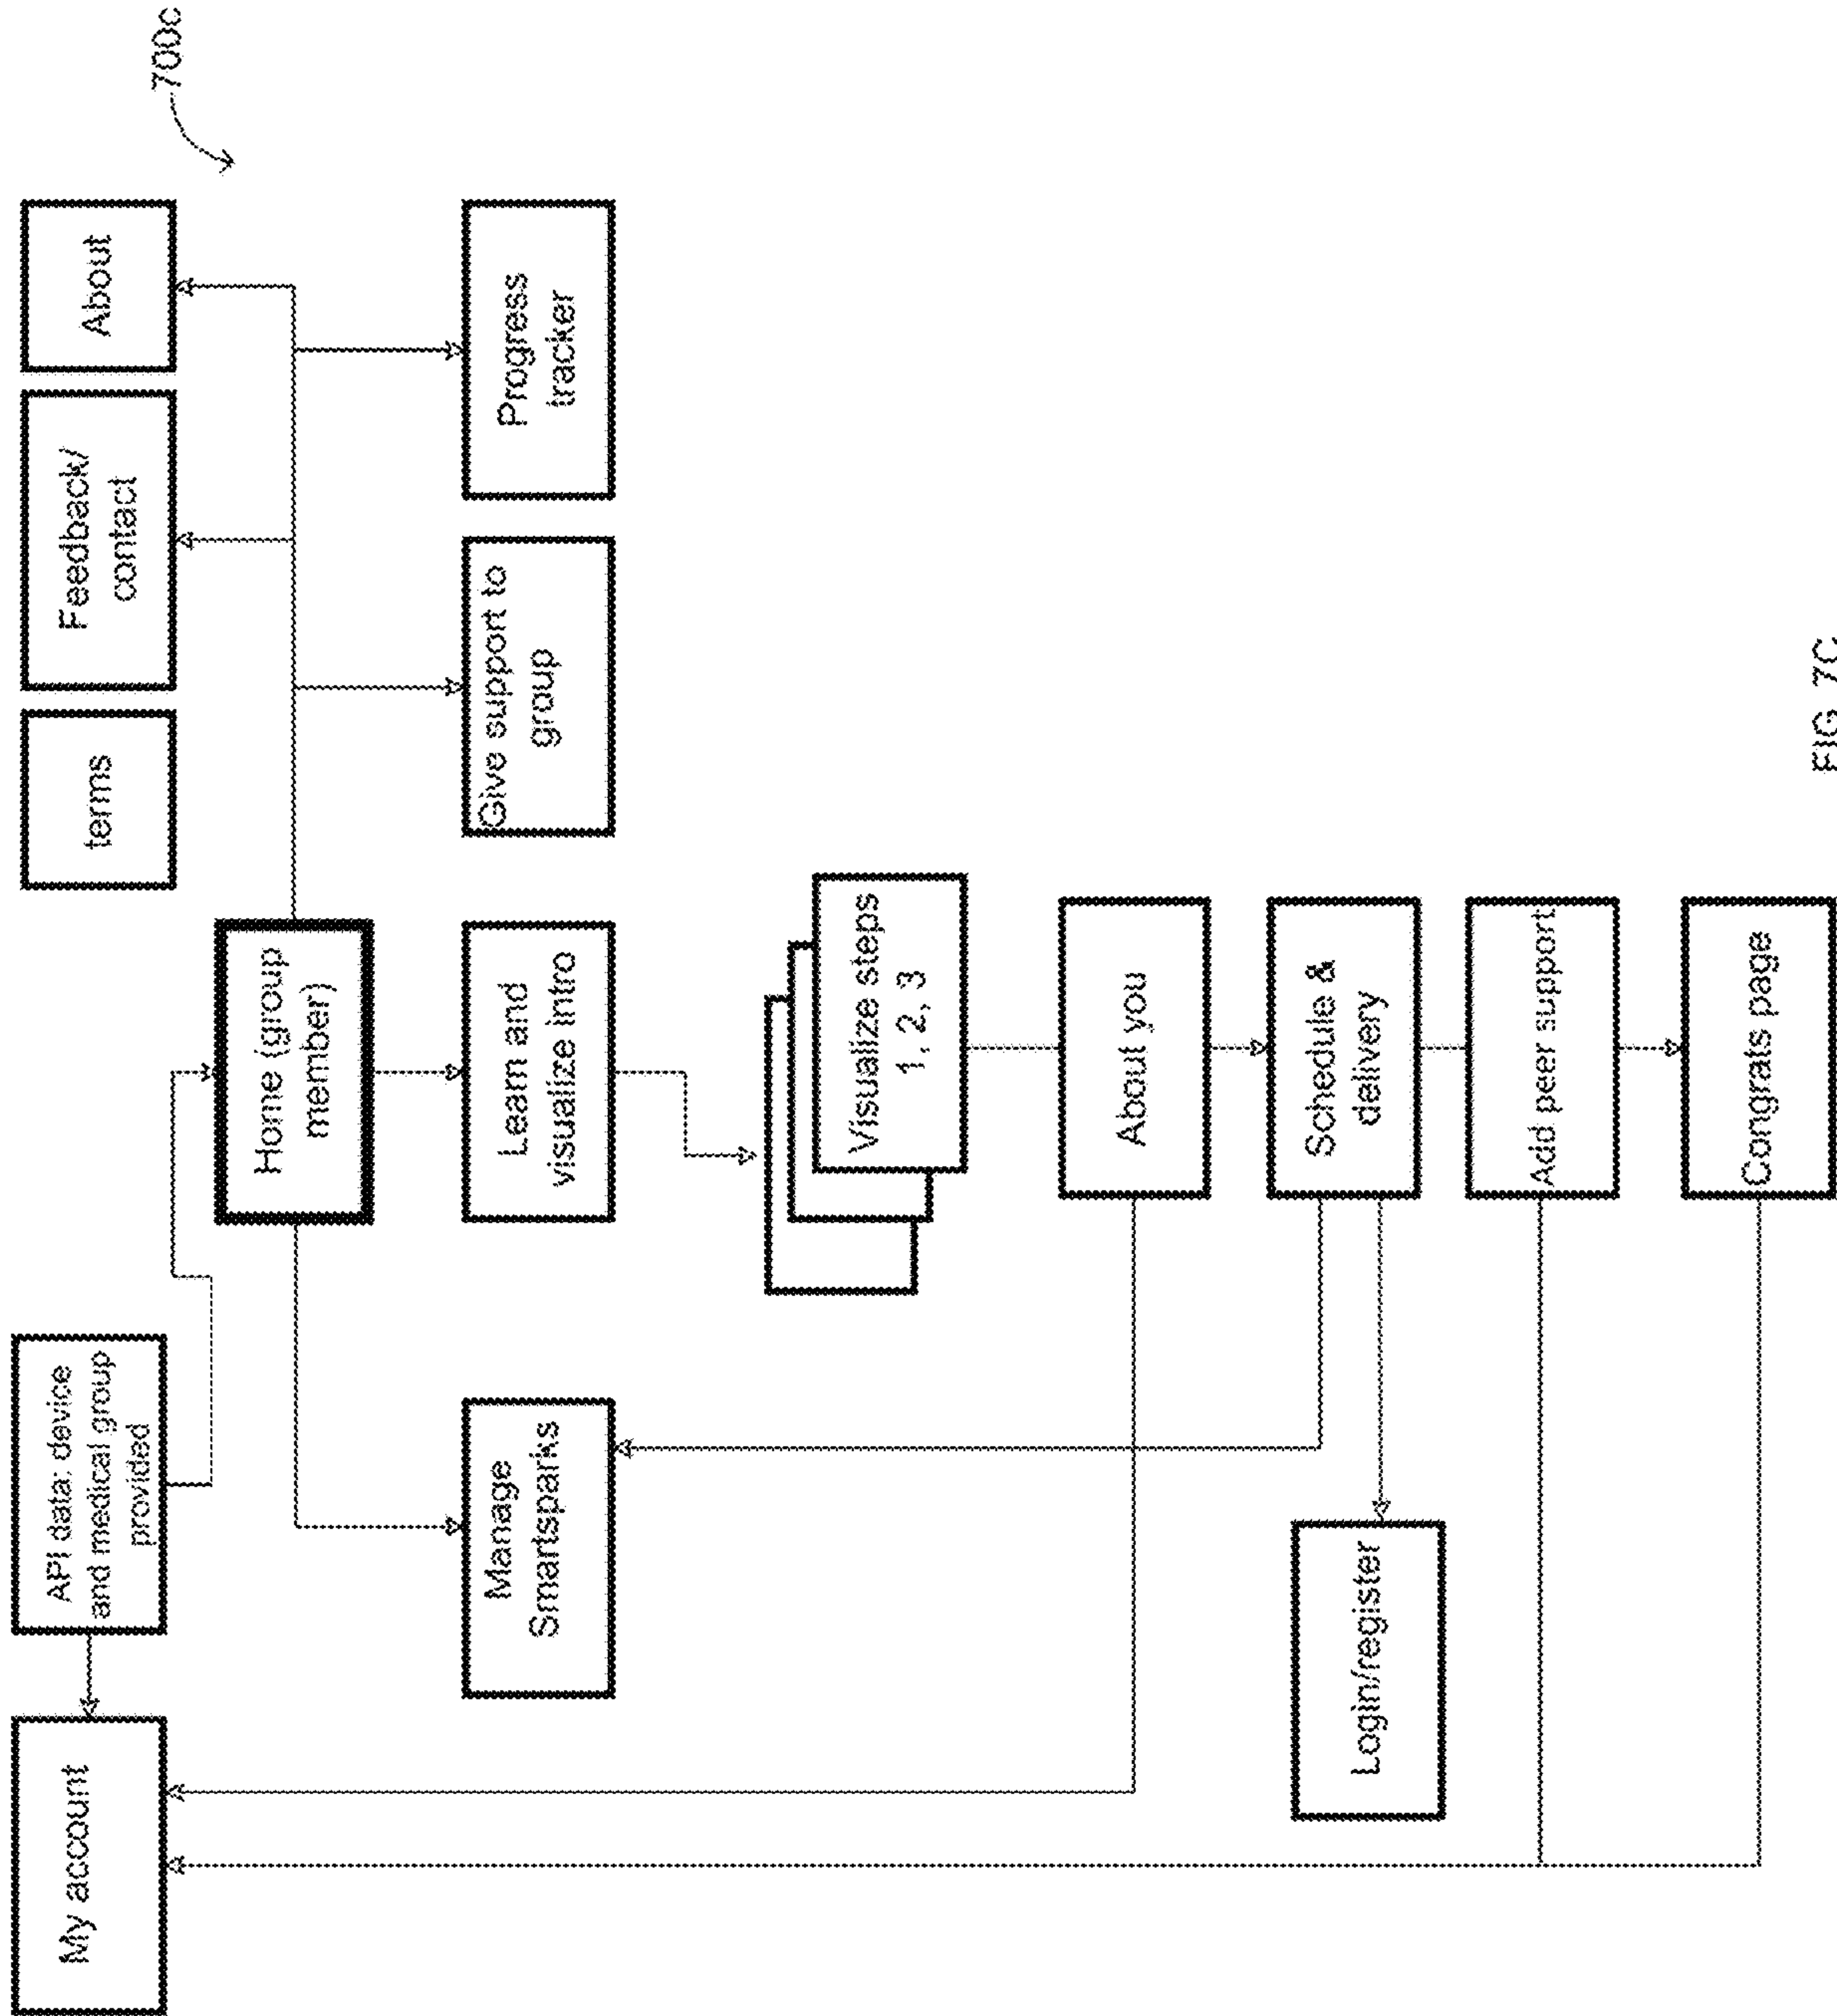 700c
My account
API data: device
and medical group
provided
terms
Feedback/
contact
About
Home (group
member)
Manage
Smartsparks
Learn and
visualize intro
Give support to
group
Progress
tracker
Visualize steps
1, 2, 3
About you
Schedule &
delivery
Login/register
Add peer support
Congrats page
FIG. 7C